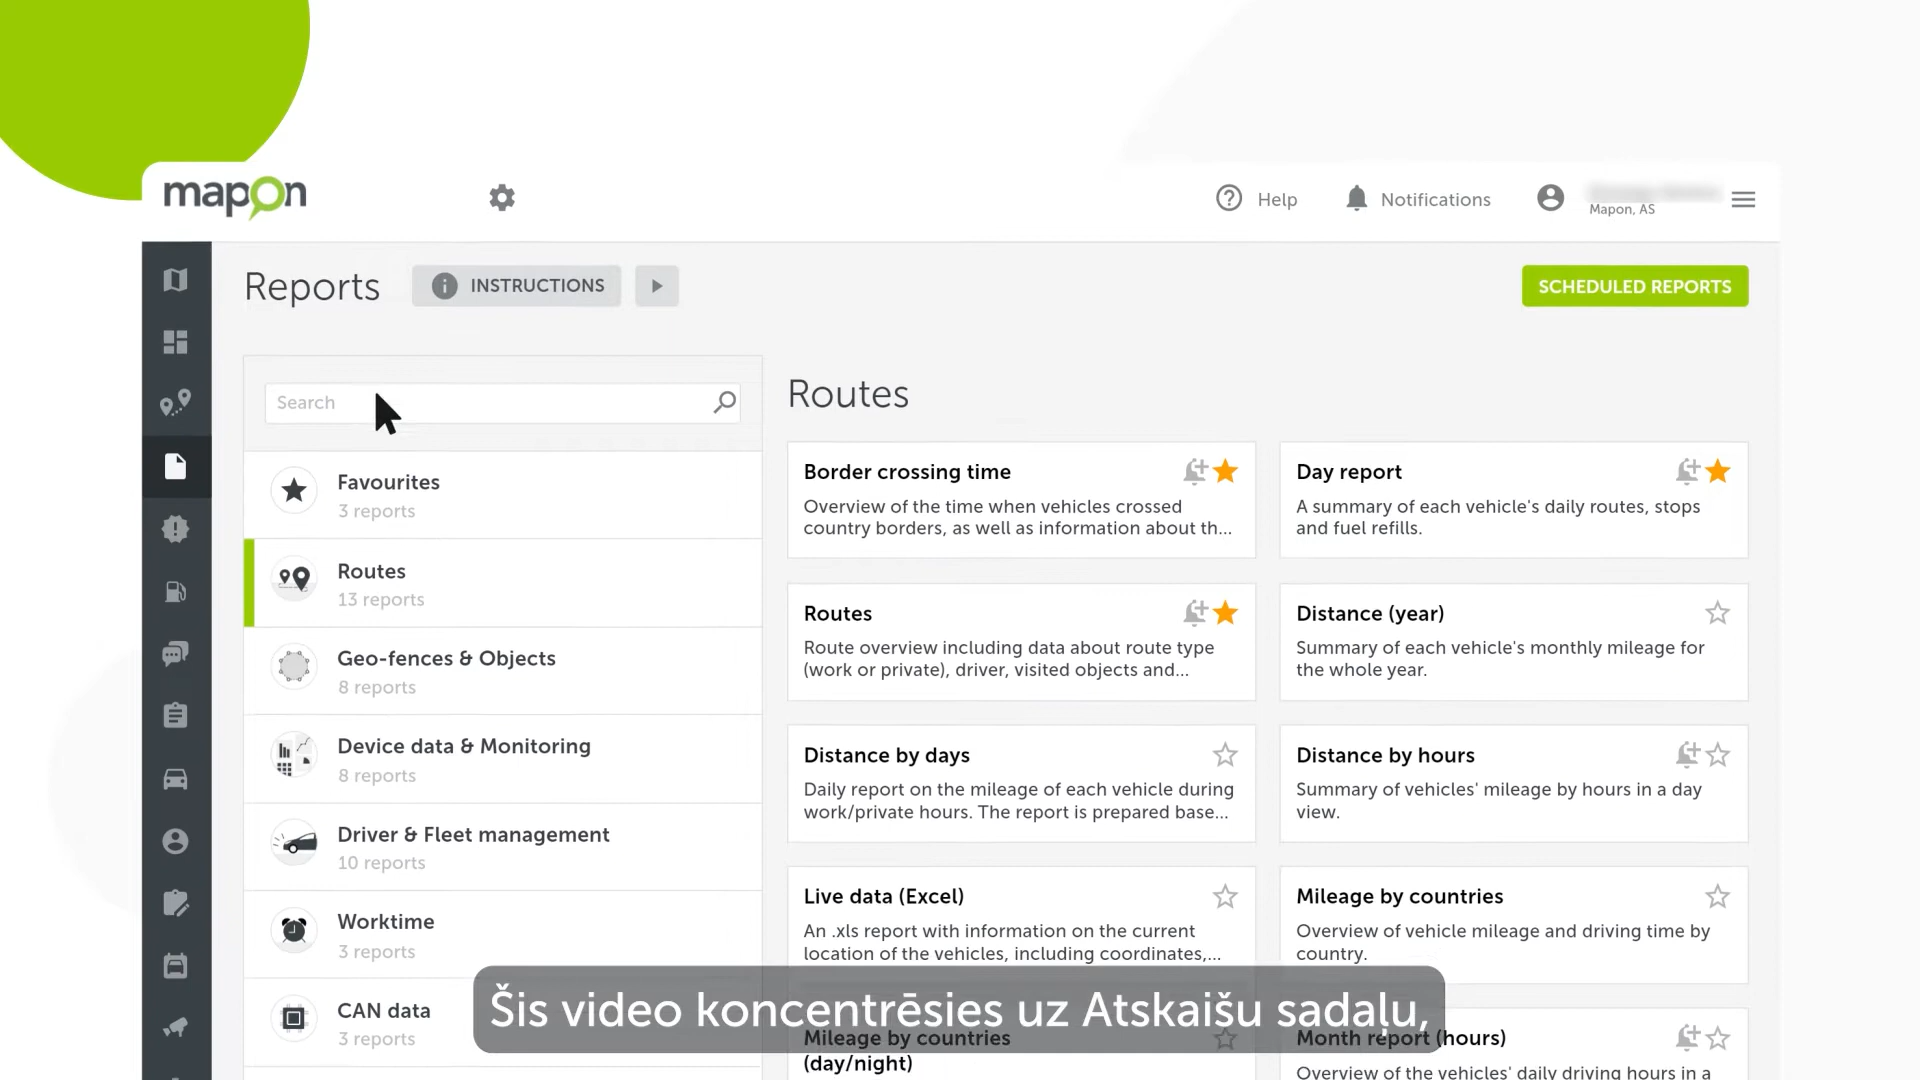 mapon
Help
Notifications
Mapon, AS
Reports
INSTRUCTIONS
SCHEDULED REPORTS
Search
Favourites
3 reports
Routes
13 reports
Geo-fences & Objects
8 reports
Device data & Monitoring
8 reports
Driver & Fleet management
10 reports
Worktime
3 reports
CAN data
3 reports
Routes
Border crossing time
Overview of the time when vehicles crossed
country borders, as well as information about th...
Day report
A summary of each vehicle's daily routes, stops
and fuel refills.
Routes
Route overview including data about route type
(work or private), driver, visited objects and...
Distance (year)
Summary of each vehicle's monthly mileage for
the whole year.
Distance by days
Daily report on the mileage of each vehicle during
work/private hours. The report is prepared base...
Distance by hours
Summary of vehicles' mileage by hours in a day
view.
Live data (Excel)
An .xls report with information on the current
location of the vehicles, including coordinates,...
Mileage by countries
Overview of vehicle mileage and driving time by
country.
Mileage by countries
(day/night)
Month report (hours)
Overview of the vehicles' daily driving hours in a
Šis video koncentrēsies uz Atskaišu sadaļu,